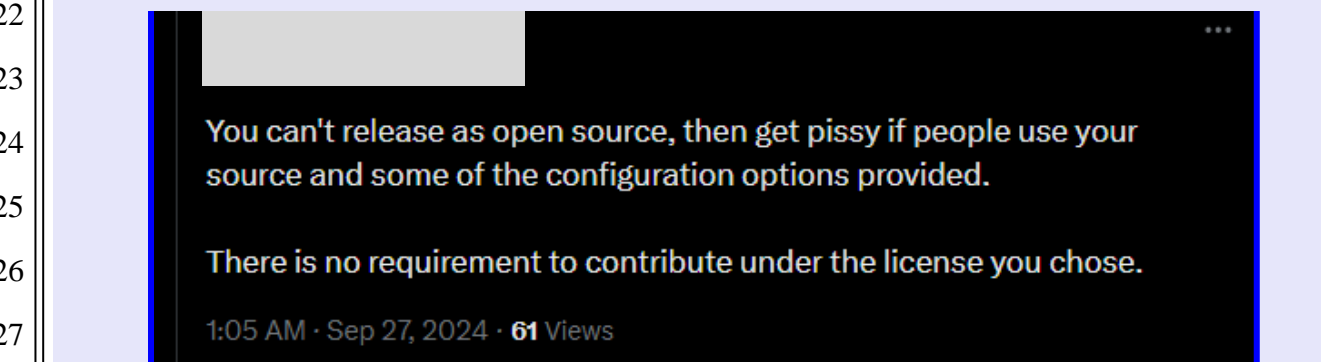 22
23
24
25
26
27
...
You can't release as open source, then get pissy if people use your
source and some of the configuration options provided.
There is no requirement to contribute under the license you chose.
1:05 AM · Sep 27, 2024 · 61 Views